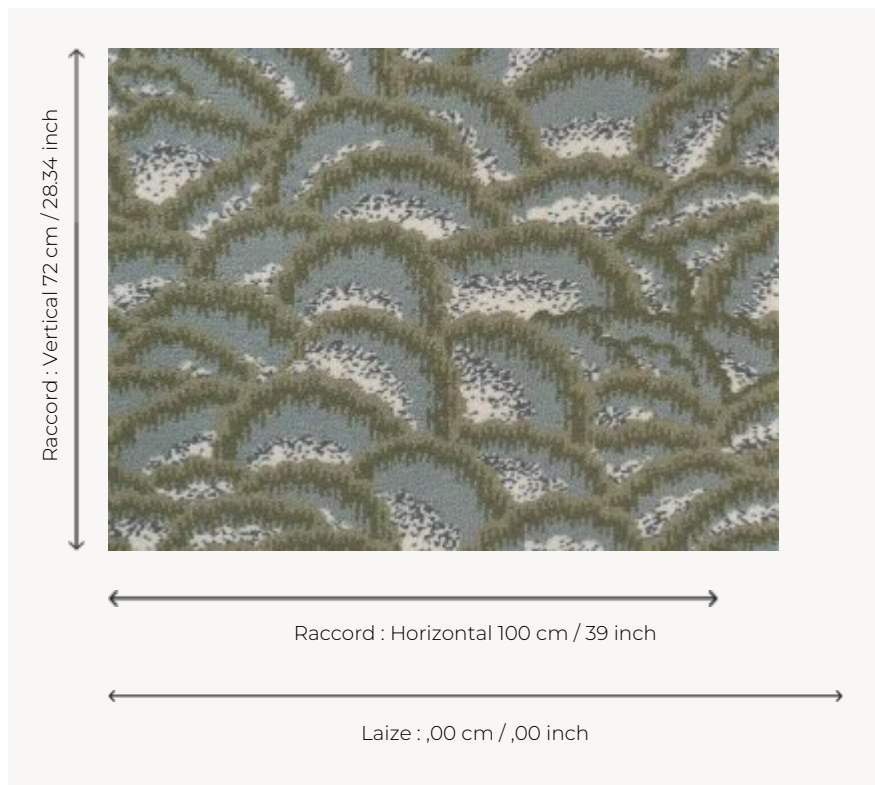 Raccord : Vertical 72 cm / 28.34 inch
Raccord : Horizontal 100 cm / 39 inch
Laize : ,00 cm / ,00 inch